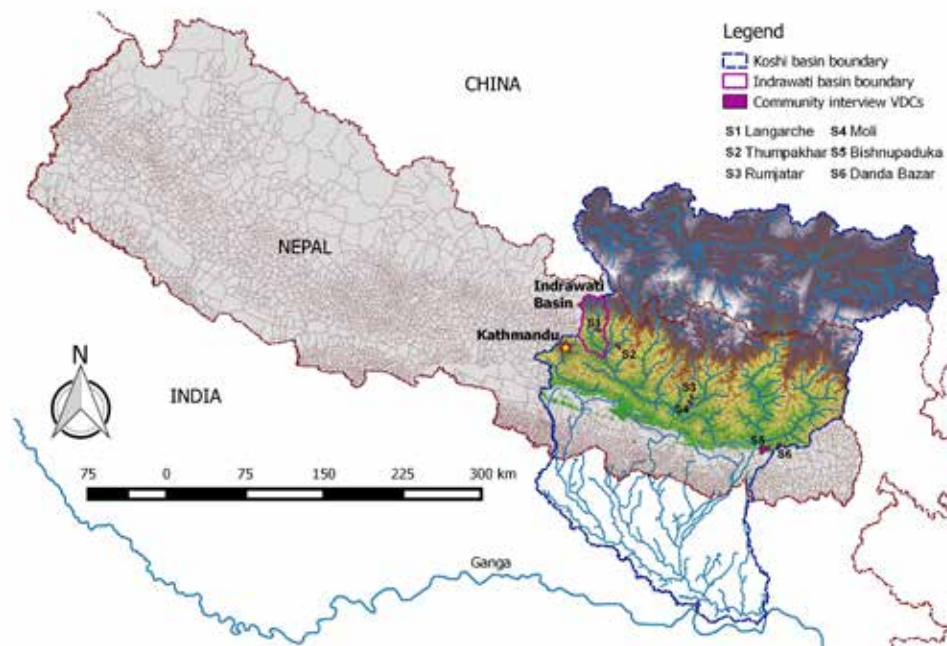 Legend
Koshi basin boundary
Indrawati basin boundary
Community interview VDCs
S1 Langarche S4 Moli
S2 Thumpakhar S5 Bishnupaduka
S3 Rumjatar S6 Danda Bazar
CHINA
NEPAL
Indrawati
Basin
S1
Kathmandu
S2
N
INDIA
S3
S4
S5
S6
75 0 75 150 225 300 km
Ganga